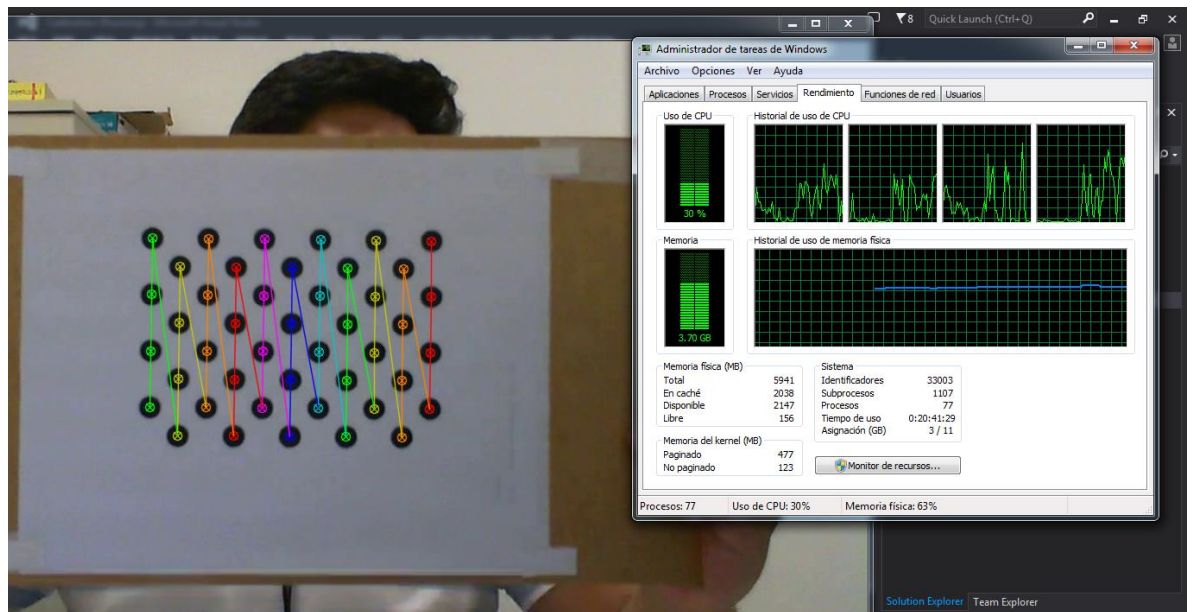 8 Quick Launch (Ctrl+Q)
Administrador de tareas de Windows
Archivo Opciones Ver Ayuda
Aplicaciones Procesos Servicios Rendimiento Funciones de red Usuarios
Uso de CPU
30 %
Historial de uso de CPU
Memoria
3.70 GB
Historial de uso de memoria física
Memoria física (MB)
Total 5941
En caché 2038
Disponible 2147
Libre 156
Memoria del kernel (MB)
Paginado 477
No paginado 123
Sistema
Identificadores 33003
Subprocesos 1107
Procesos 77
Tiempo de uso 0:20:41:29
Asignación (GB) 3 / 11
Monitor de recursos...
Procesos: 77 Uso de CPU: 30% Memoria física: 63%
Solution Explorer Team Explorer